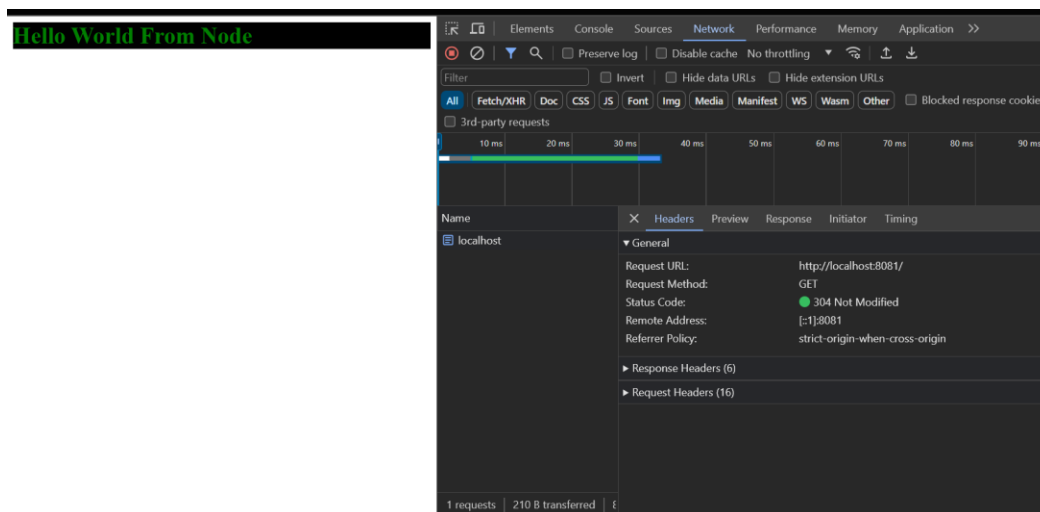 Hello World From Node
Elements Console Sources Network Performance Memory Application
Preserve log Disable cache No throttling
Filter Invert Hide data URLs Hide extension URLs
All Fetch/XHR Doc CSS JS Font Img Media Manifest WS Wasm Other Blocked response cookie
3rd-party requests
10 ms 20 ms 30 ms 40 ms 50 ms 60 ms 70 ms 80 ms 90 ms
Name Headers Preview Response Initiator Timing
localhost General
Request URL: http://localhost:8081/
Request Method: GET
Status Code: 304 Not Modified
Remote Address: [::1]:8081
Referrer Policy: strict-origin-when-cross-origin
Response Headers (6)
Request Headers (16)
1 requests 210 B transferred